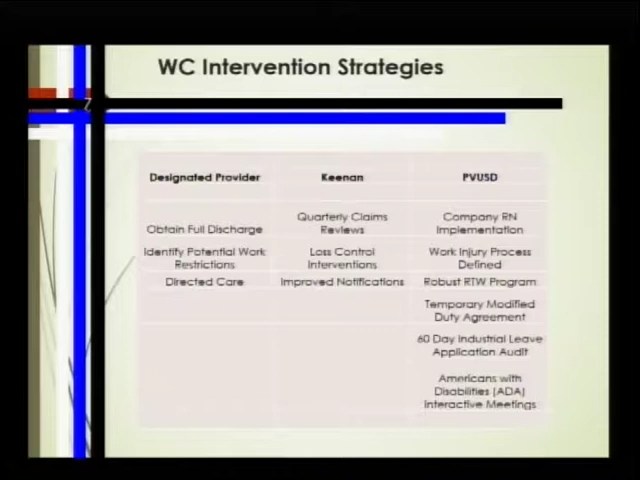 WC Intervention Strategies
7
Designated Provider Keenan PVUSD
Obtain Full Discharge Quarterly Claims Reviews Company RN Implementation
Identify Potential Work Restrictions Loss Control Interventions Work Injury Process Defined
Directed Care Improved Notifications Robust RTW Program
Temporary Modified
Duty Agreement
60 Day Industrial Leave
Application Audit
Americans with
Disabilities (ADA)
Interactive Meetings